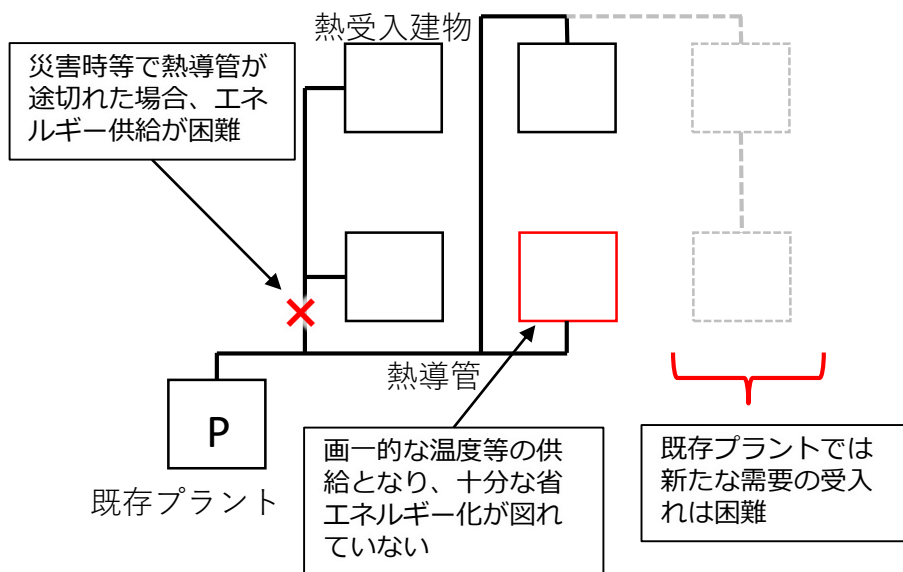 熱受入建物
災害時等で熱導管が
途切れた場合、エネ
ルギー供給が困難
熱導管
P
既存プラント
画一的な温度等の供
給となり、十分な省
エネルギー化が図れ
ていない
既存プラントでは
新たな需要の受入
れは困難